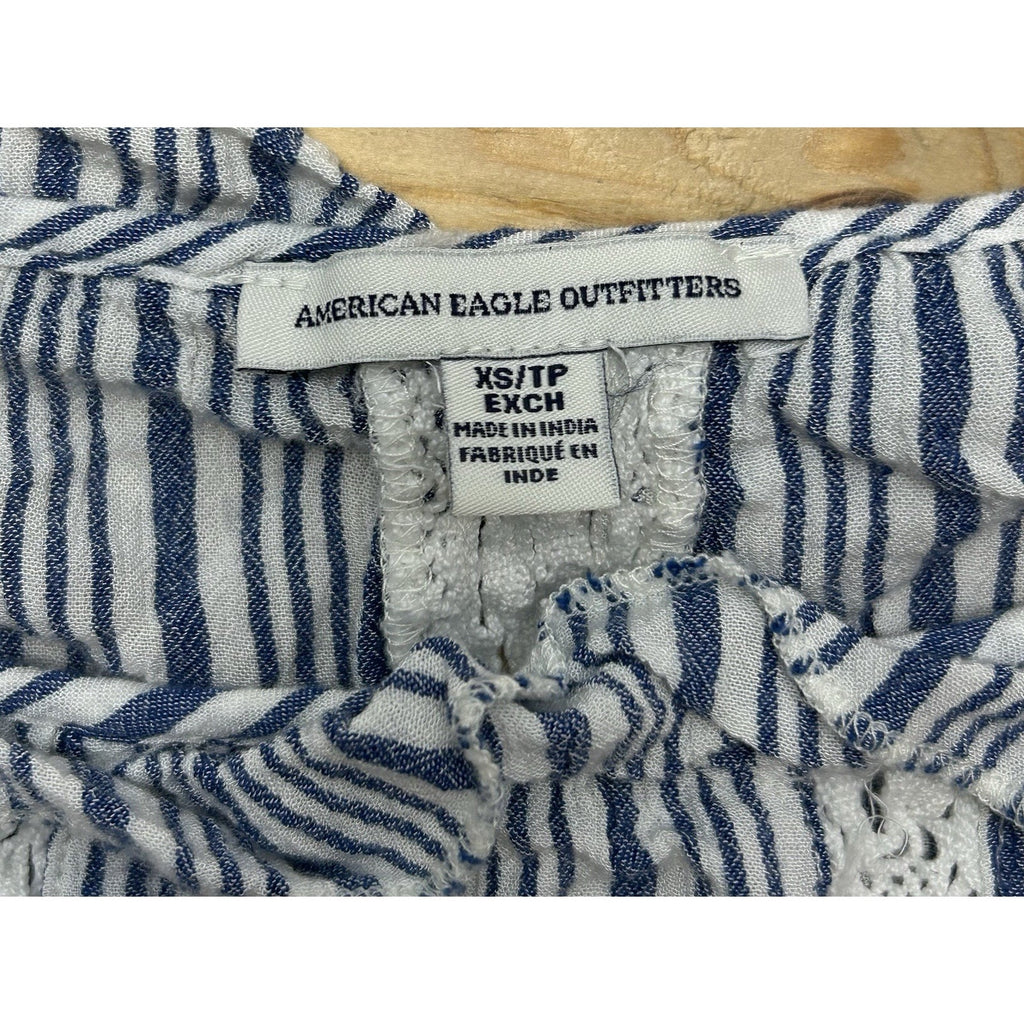 AMERICAN EAGLE OUTFITTERS
XS/TP
EXCH
MADE IN INDIA
FABRIQUÉ EN
INDE